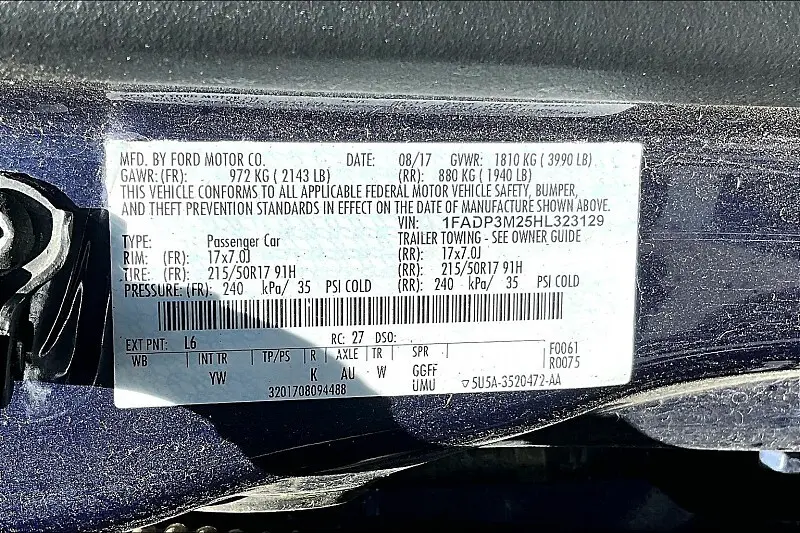 MFD. BY FORD MOTOR CO. DATE: 08/17 GVWR: 1810 KG ( 3990 LB)
GAWR: (FR) 972 KG ( 2143 LB) (RR) 880 KG ( 1940 LB)
THIS VEHICLE CONFORMS TO ALL APPLICABLE FEDERAL MOTOR VEHICLE SAFETY, BUMPER,
AND THEFT PREVENTION STANDARDS IN EFFECT ON THE DATE OF MANUFACTURE SHOWN ABOVE.
VIN: 1FADP3M25HL323129
TYPE: Passenger Car TRAILER TOWING - SEE OWNER GUIDE
RIM: (FR) 17x7.0J (RR) 17x7.0J
TIRE: (FR) 215/50R17 91H (RR) 215/50R17 91H
PRESSURE: (FR) 240 kPa/ 35 PSI COLD (RR) 240 kPa/ 35 PSI COLD
EXT PNT: L6 RC: 27 DSO: F0061
WB INT TR TP/PS R AXLE TR SPR R0075
YW K AU W GGFF
3201708094488 UMU ▽5U5A-3520472-AA